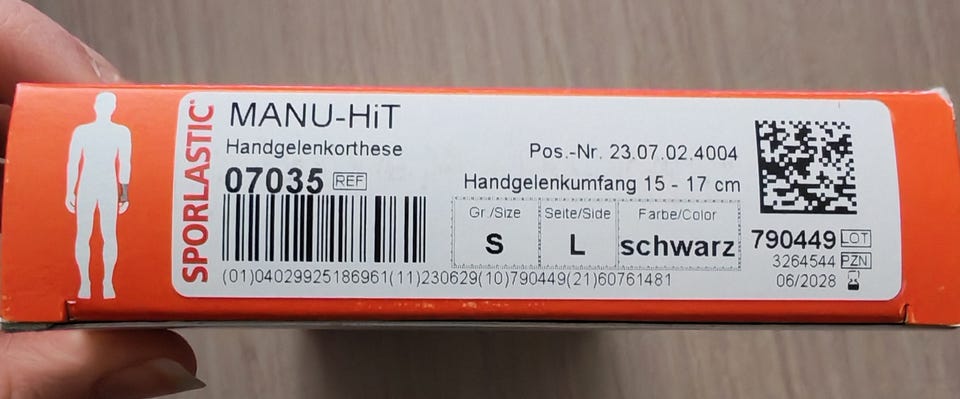 SPORLASTIC
MANU-HiT
Handgelenkorthese
07035 REF
Pos.-Nr. 23.07.02.4004
Handgelenkumfang 15 - 17 cm
Gr./Size Seite/Side Farbe/Color
S L schwarz
(01)04029925186961(11)230629(10)790449(21)60761481
790449 LOT
3264544 PZN
06/2028